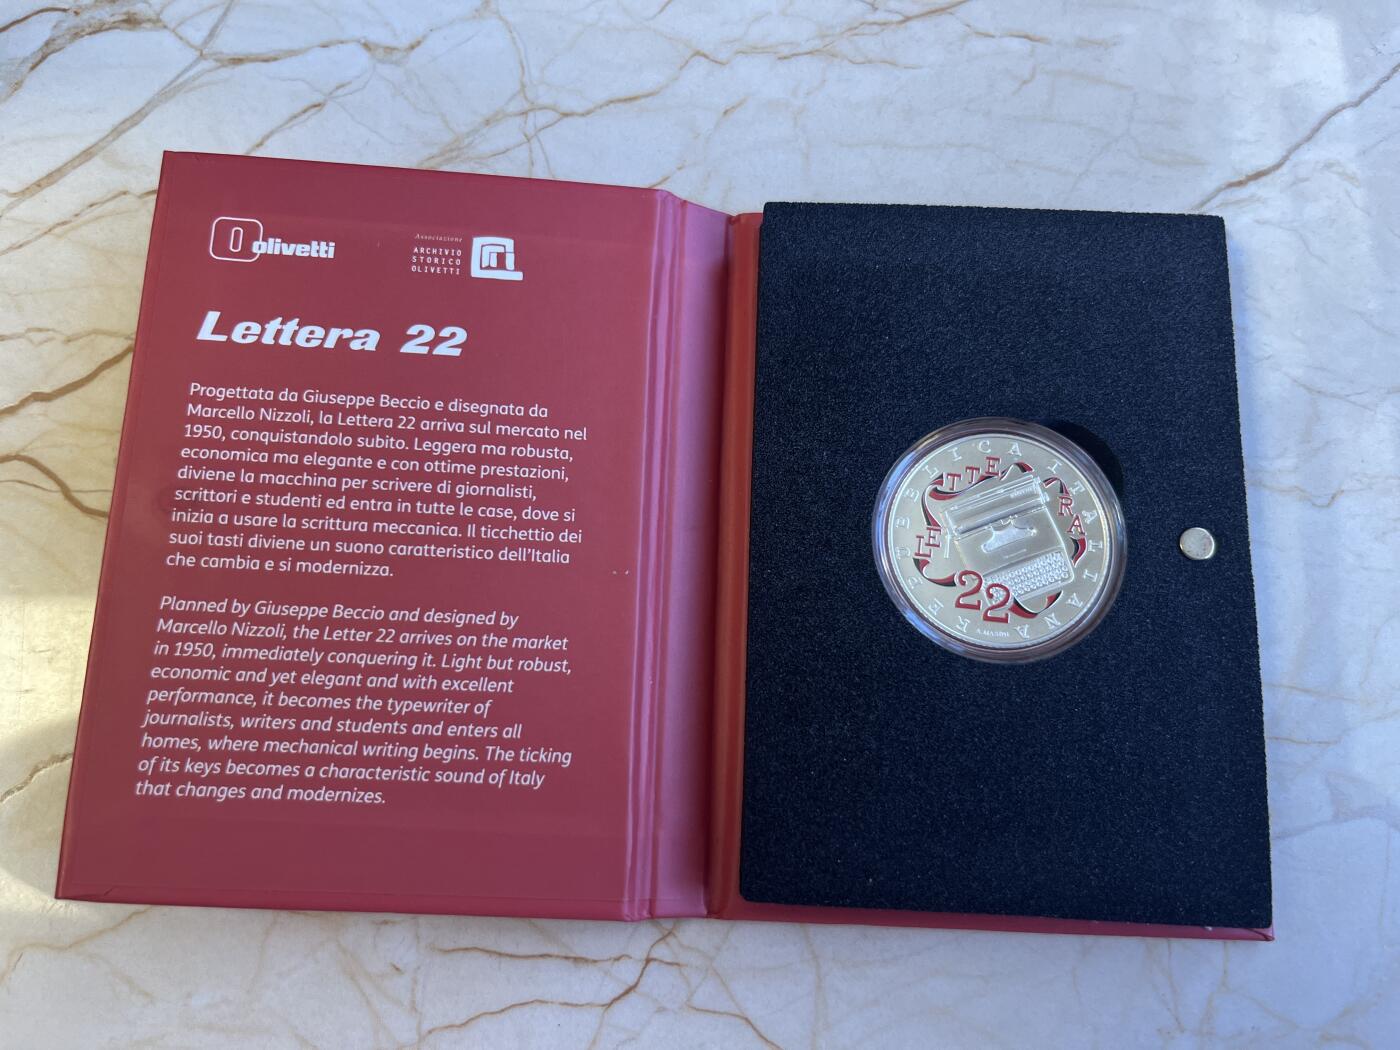 olivetti
Associazione
ARCHIVIO
STORICO
OLIVETTI
Lettera 22
Progettata da Giuseppe Beccio e disegnata da
Marcello Nizzoli, la Lettera 22 arriva sul mercato nel
1950, conquistandolo subito. Leggera ma robusta,
economica ma elegante e con ottime prestazioni,
diviene la macchina per scrivere di giornalisti,
scrittori e studenti ed entra in tutte le case, dove si
inizia a usare la scrittura meccanica. Il ticchettio dei
suoi tasti diviene un suono caratteristico dell'Italia
che cambia e si modernizza.
Planned by Giuseppe Beccio and designed by
Marcello Nizzoli, the Letter 22 arrives on the market
in 1950, immediately conquering it. Light but robust,
economic and yet elegant and with excellent
performance, it becomes the typewriter of
journalists, writers and students and enters all
homes, where mechanical writing begins. The ticking
of its keys becomes a characteristic sound of Italy
that changes and modernizes.
REPUBBLICA ITALIANA
LETTERA
22
A. MASINI